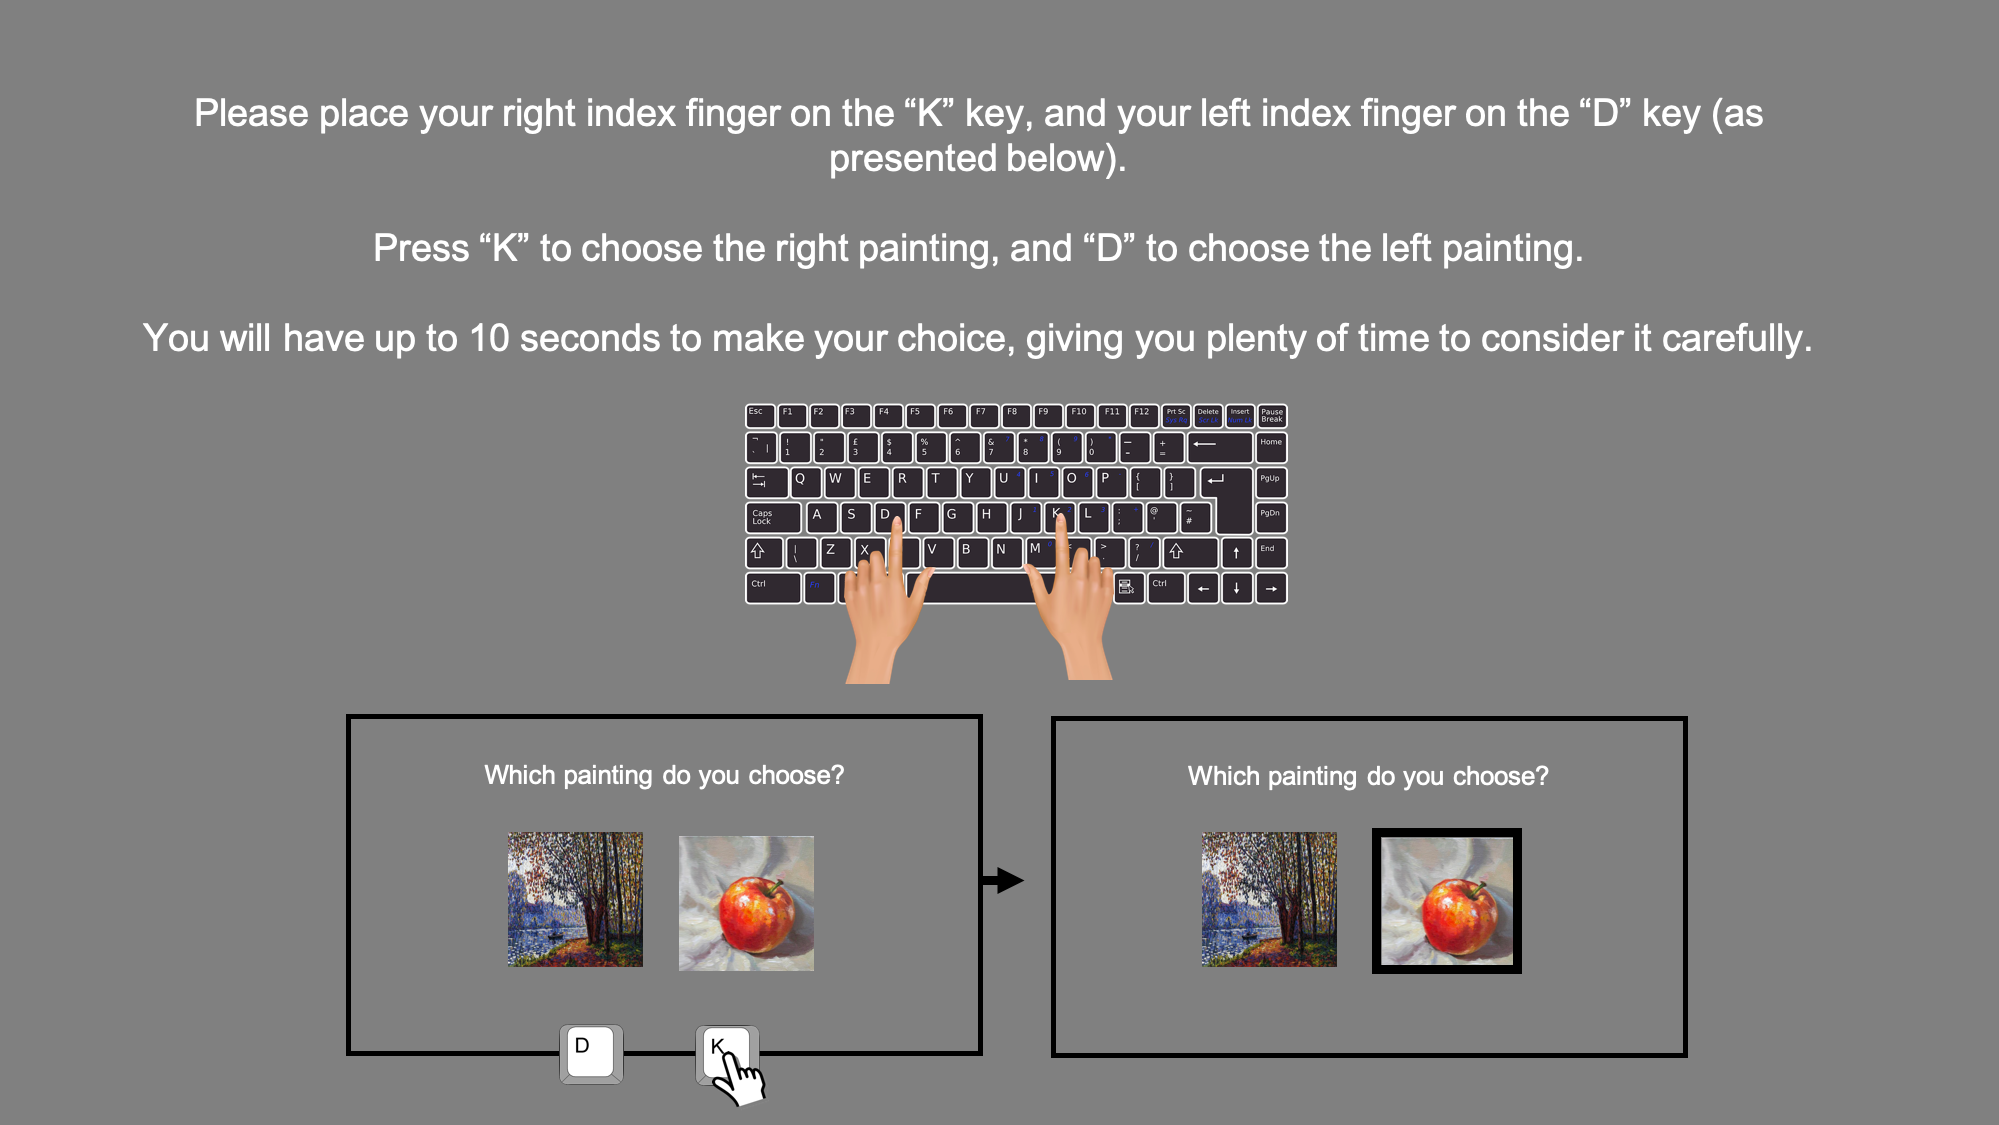 Please place your right index finger on the “K” key, and your left index finger on the “D” key (as
presented below).
Press “K” to choose the right painting, and “D” to choose the left painting.
You will have up to 10 seconds to make your choice, giving you plenty of time to consider it carefully.
Esc F1 F2 F3 F4 F5 F6 F7 F8 F9 F10 F11 F12 Prt Sc Delete Insert Pause Break
¬ ` | ! 1 " 2 £ 3 $ 4 % 5 ^ 6 & 7 * 8 ( 9 ) 0 _ - + = Home
Q W E R T Y U I O P { [ } ] PgUp
Caps Lock A S D F G H J K L : ; @ ' ~ # PgDn
| \ Z X V B N M < > . ? / End
Ctrl Fn Ctrl
Which painting do you choose? Which painting do you choose?
D K